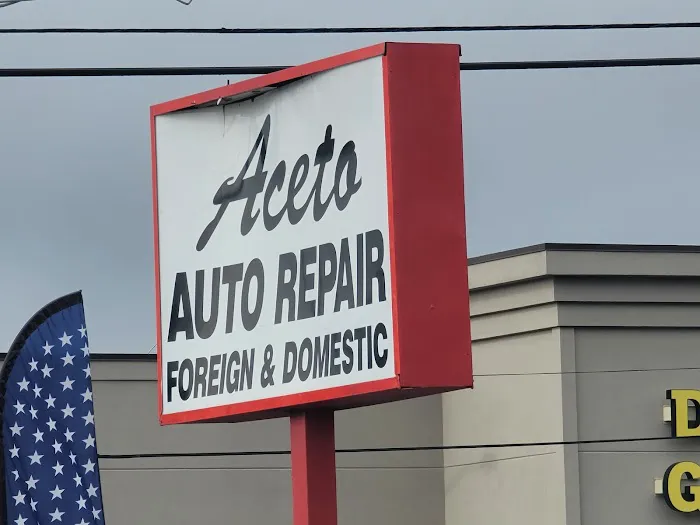 Aceto
AUTO REPAIR
FOREIGN & DOMESTIC
D
G